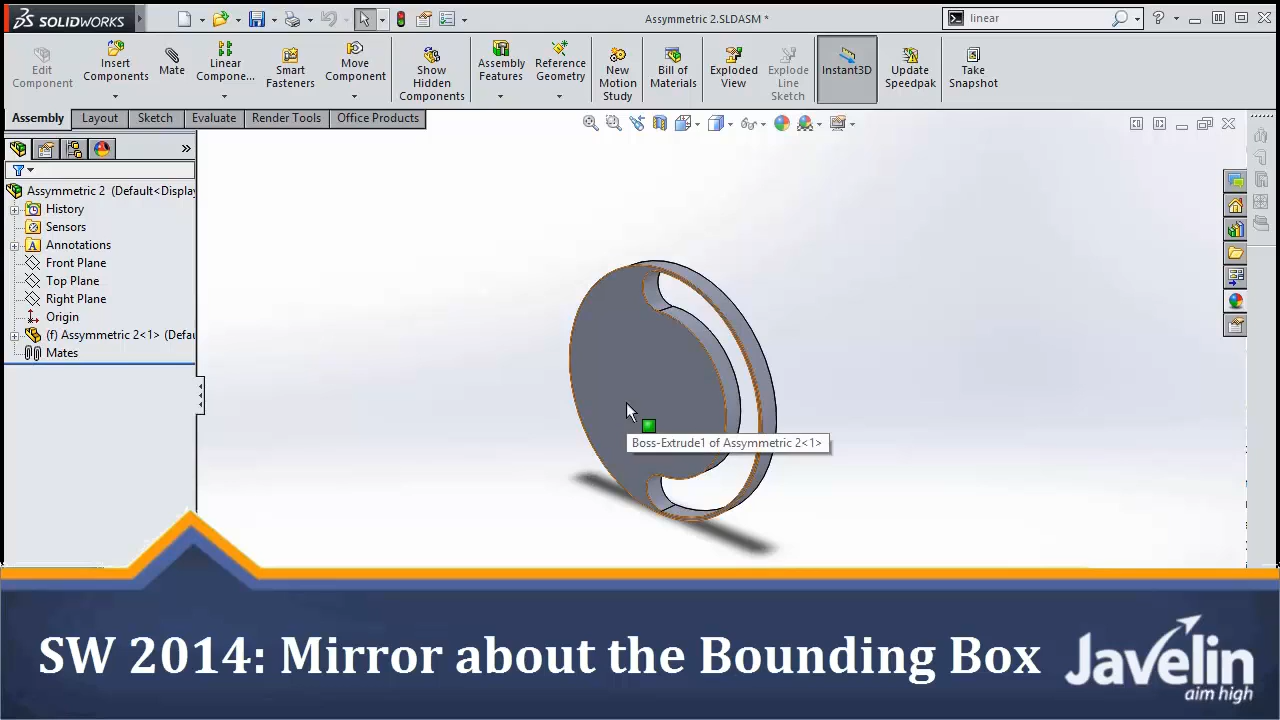 SOLIDWORKS
Assymmetric 2.SLDASM *
linear
Edit Component
Insert Components
Mate
Linear Compone...
Smart Fasteners
Move Component
Show Hidden Components
Assembly Features
Reference Geometry
New Motion Study
Bill of Materials
Exploded View
Explode Line Sketch
Instant3D
Update Speedpak
Take Snapshot
Assembly
Layout
Sketch
Evaluate
Render Tools
Office Products
Assymmetric 2 (Default<Display
History
Sensors
Annotations
Front Plane
Top Plane
Right Plane
Origin
(f) Assymmetric 2<1> (Defau
Mates
Boss-Extrude1 of Assymmetric 2<1>
SW 2014: Mirror about the Bounding Box
Javelin
aim high